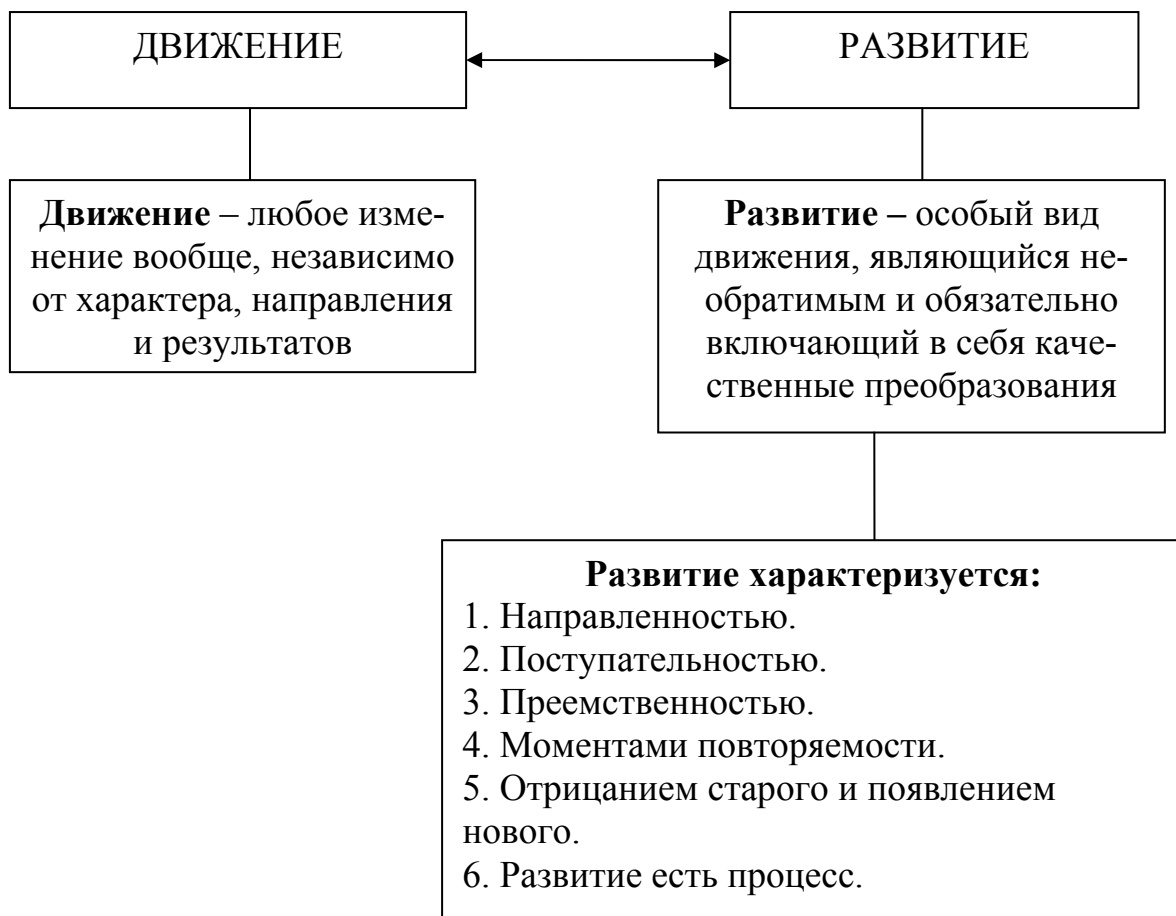 ДВИЖЕНИЕ
РАЗВИТИЕ
Движение – любое изме-
нение вообще, независимо
от характера, направления
и результатов
Развитие – особый вид
движения, являющийся не-
обратимым и обязательно
включающий в себя каче-
ственные преобразования
Развитие характеризуется:
1. Направленностью.
2. Поступательностью.
3. Преемственностью.
4. Моментами повторяемости.
5. Отрицанием старого и появлением
нового.
6. Развитие есть процесс.